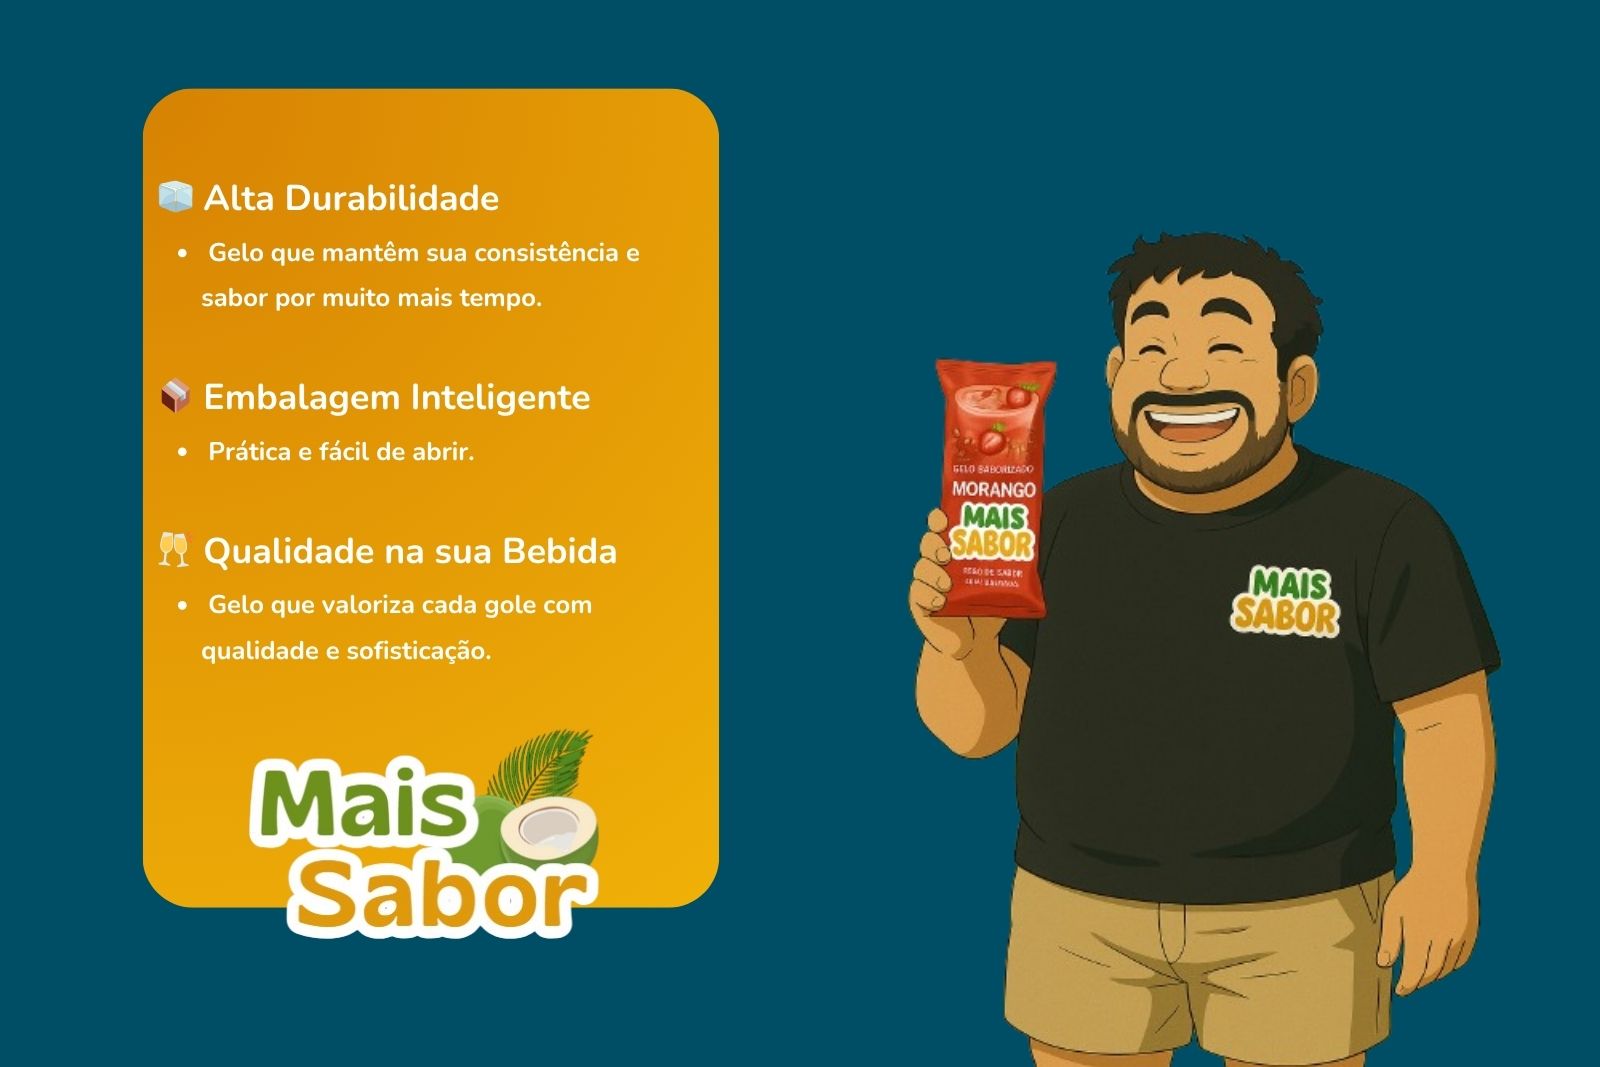 🧊 Alta Durabilidade
• Gelo que mantêm sua consistência e
sabor por muito mais tempo.
📦 Embalagem Inteligente
• Prática e fácil de abrir.
🥂 Qualidade na sua Bebida
• Gelo que valoriza cada gole com
qualidade e sofisticação.
Mais
Sabor
GELO SABORIZADO
MORANGO
MAIS
SABOR
MAIS
SABOR